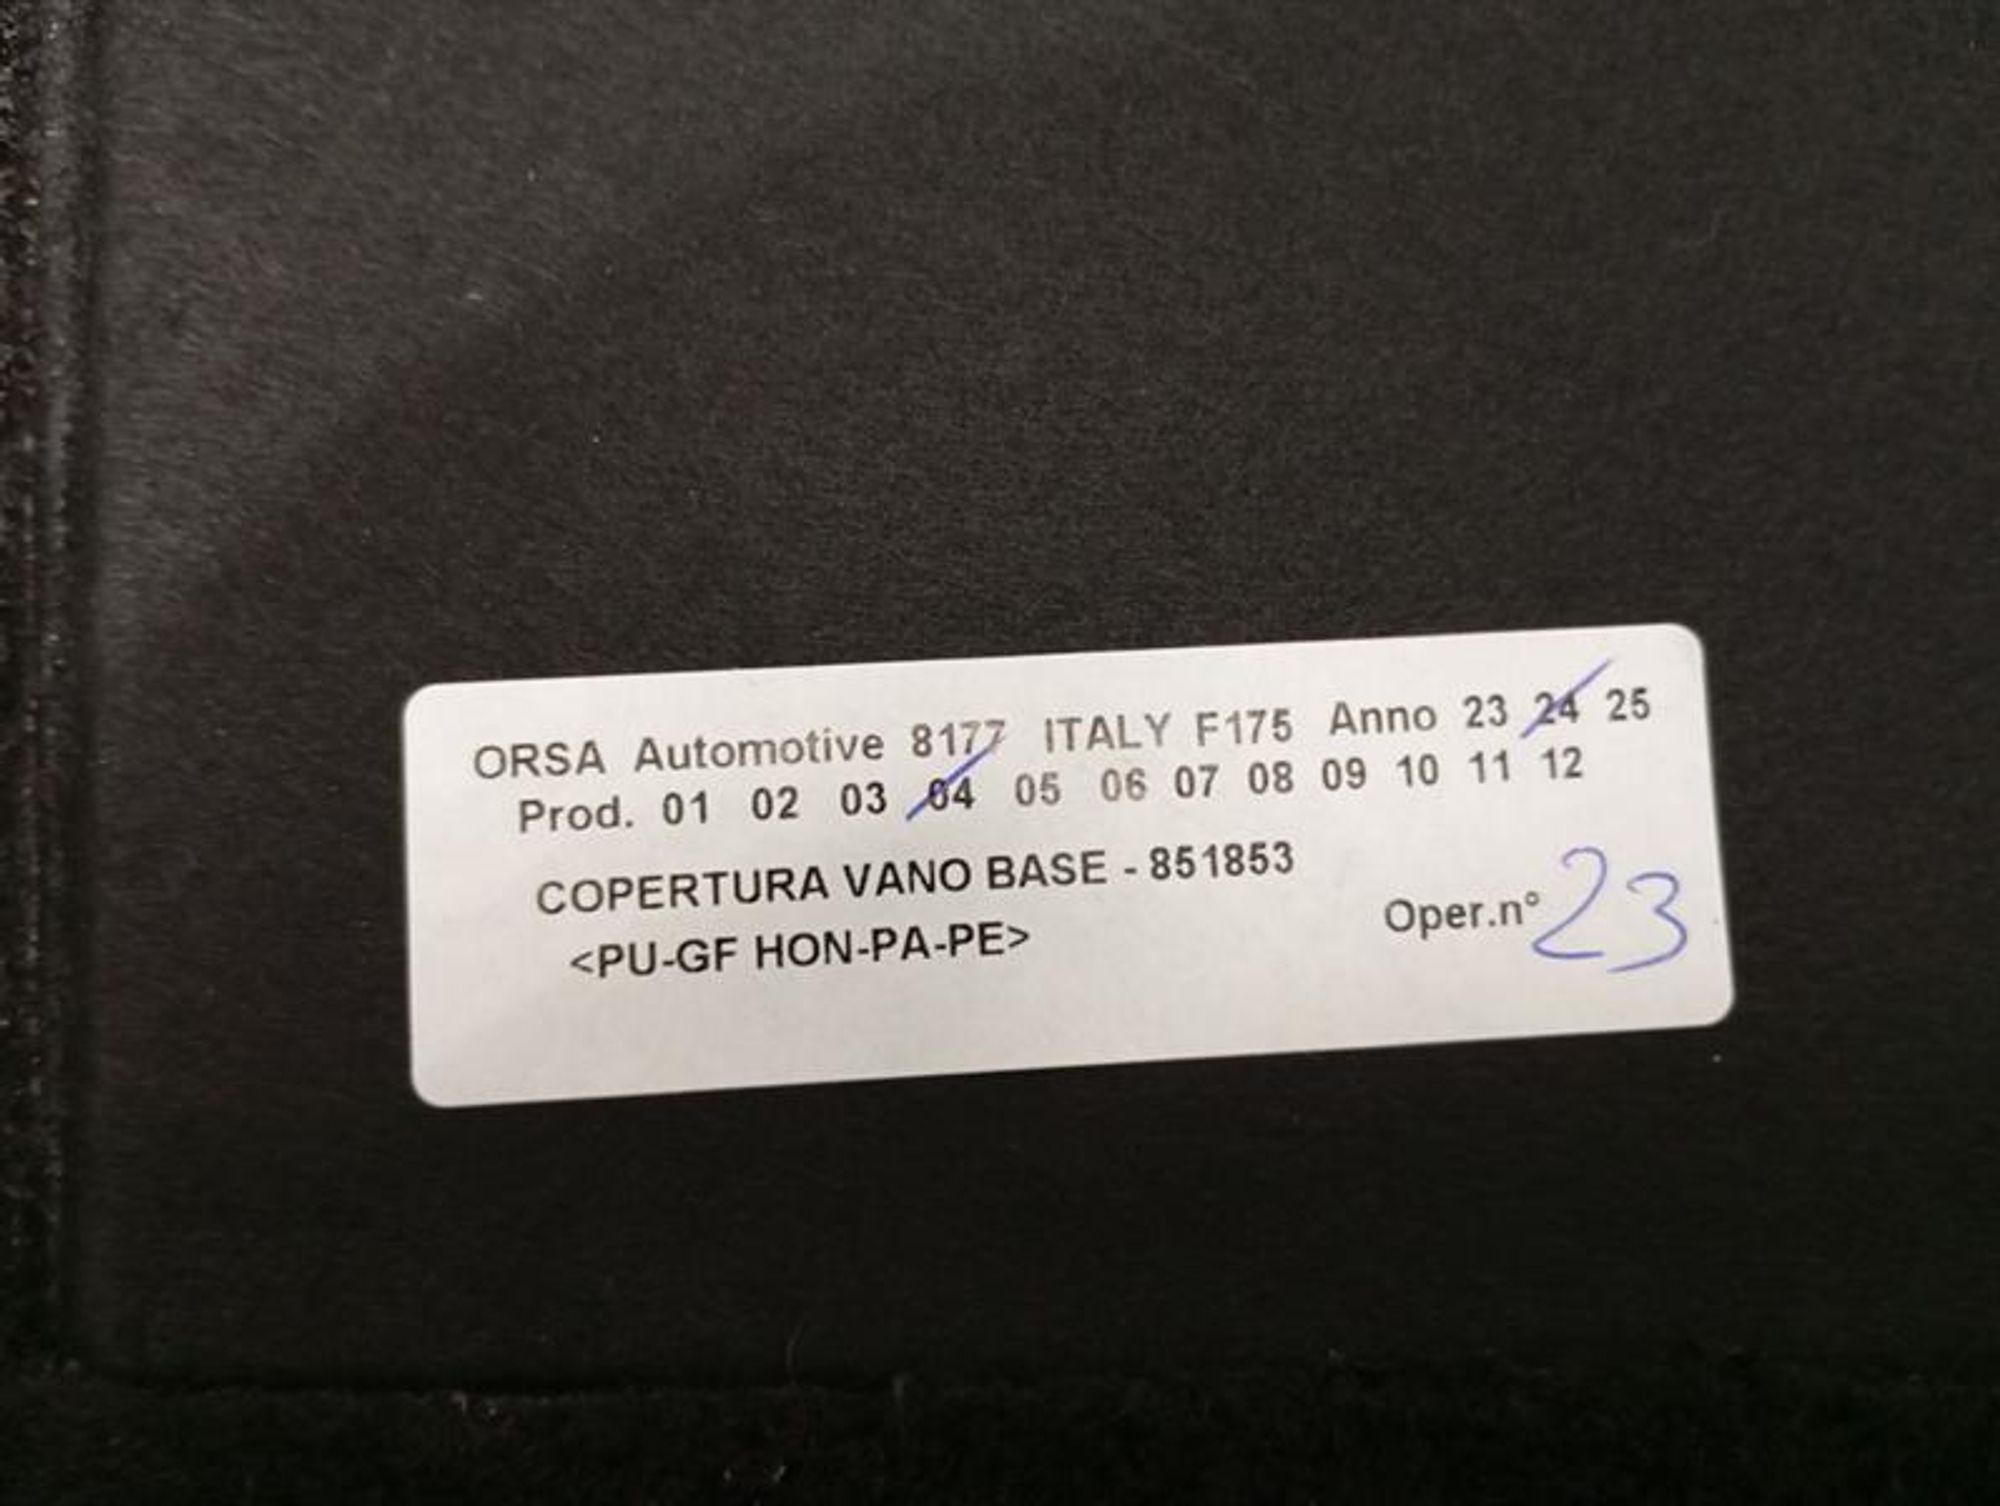 ORSA Automotive 8177 ITALY F175 Anno 23 24 25
Prod. 01 02 03 04 05 06 07 08 09 10 11 12
COPERTURA VANO BASE - 851853
<PU-GF HON-PA-PE>
Oper.n° 23